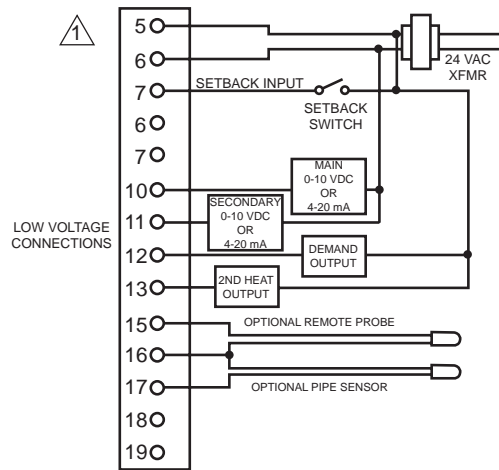 1
5
6
7
6
7
10
11
12
13
15
16
17
18
19
LOW VOLTAGE
CONNECTIONS
SETBACK INPUT
SETBACK
SWITCH
24 VAC
XFMR
MAIN
0-10 VDC
OR
4-20 mA
SECONDARY
0-10 VDC
OR
4-20 mA
DEMAND
OUTPUT
2ND HEAT
OUTPUT
OPTIONAL REMOTE PROBE
OPTIONAL PIPE SENSOR